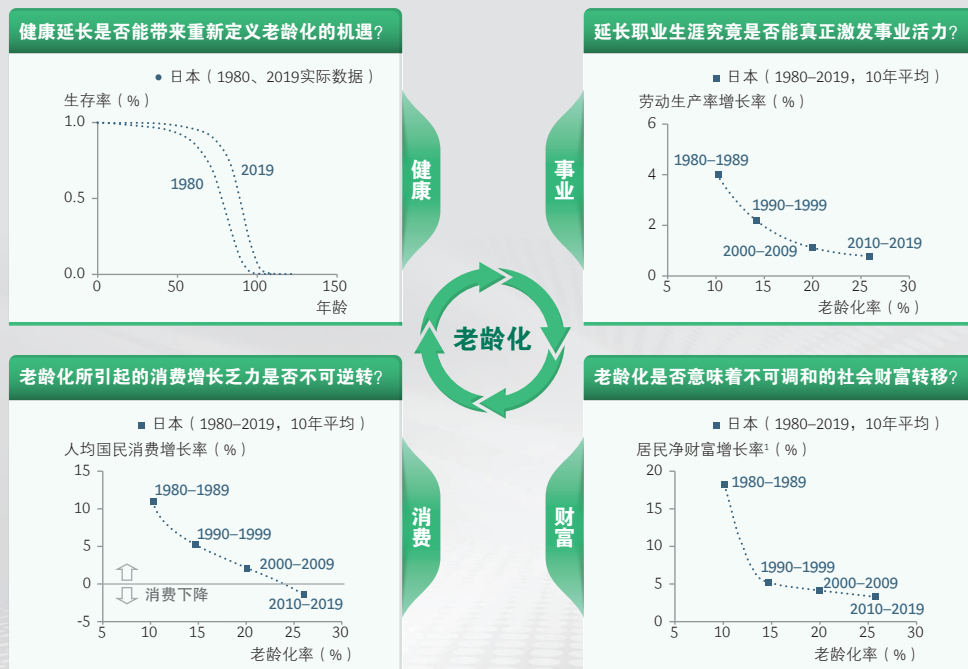 健康延长是否能带来重新定义老龄化的机遇?
日本（1980、2019实际数据）
生存率（%）
1.0
0.5
0.0
2019
1980
0
50
100
150
年龄
健康
延长职业生涯究竟是否能真正激发事业活力?
日本（1980–2019，10年平均）
劳动生产率增长率（%）
6
4
2
0
1980–1989
1990–1999
2000–2009
2010–2019
5
10
15
20
25
30
老龄化率（%）
事业
老龄化
老龄化所引起的消费增长乏力是否不可逆转?
日本（1980–2019，10年平均）
人均国民消费增长率（%）
15
10
5
0
-5
1980–1989
1990–1999
2000–2009
消费下降
2010–2019
5
10
15
20
25
30
老龄化率（%）
消费
老龄化是否意味着不可调和的社会财富转移?
日本（1980–2019，10年平均）
居民净财富增长率¹（%）
20
15
10
5
0
1980–1989
1990–1999
2000–2009
2010–2019
5
10
15
20
25
30
老龄化率（%）
财富